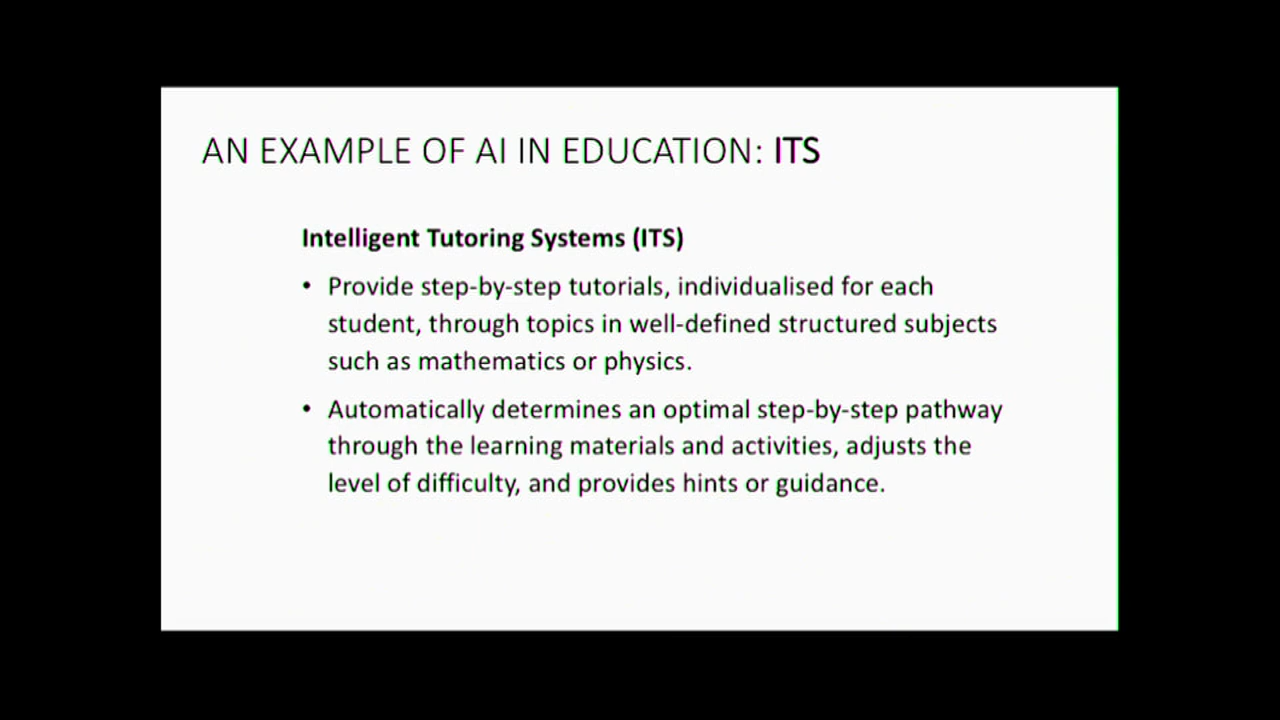 AN EXAMPLE OF AI IN EDUCATION: ITS
Intelligent Tutoring Systems (ITS)
• Provide step-by-step tutorials, individualised for each
student, through topics in well-defined structured subjects
such as mathematics or physics.
• Automatically determines an optimal step-by-step pathway
through the learning materials and activities, adjusts the
level of difficulty, and provides hints or guidance.